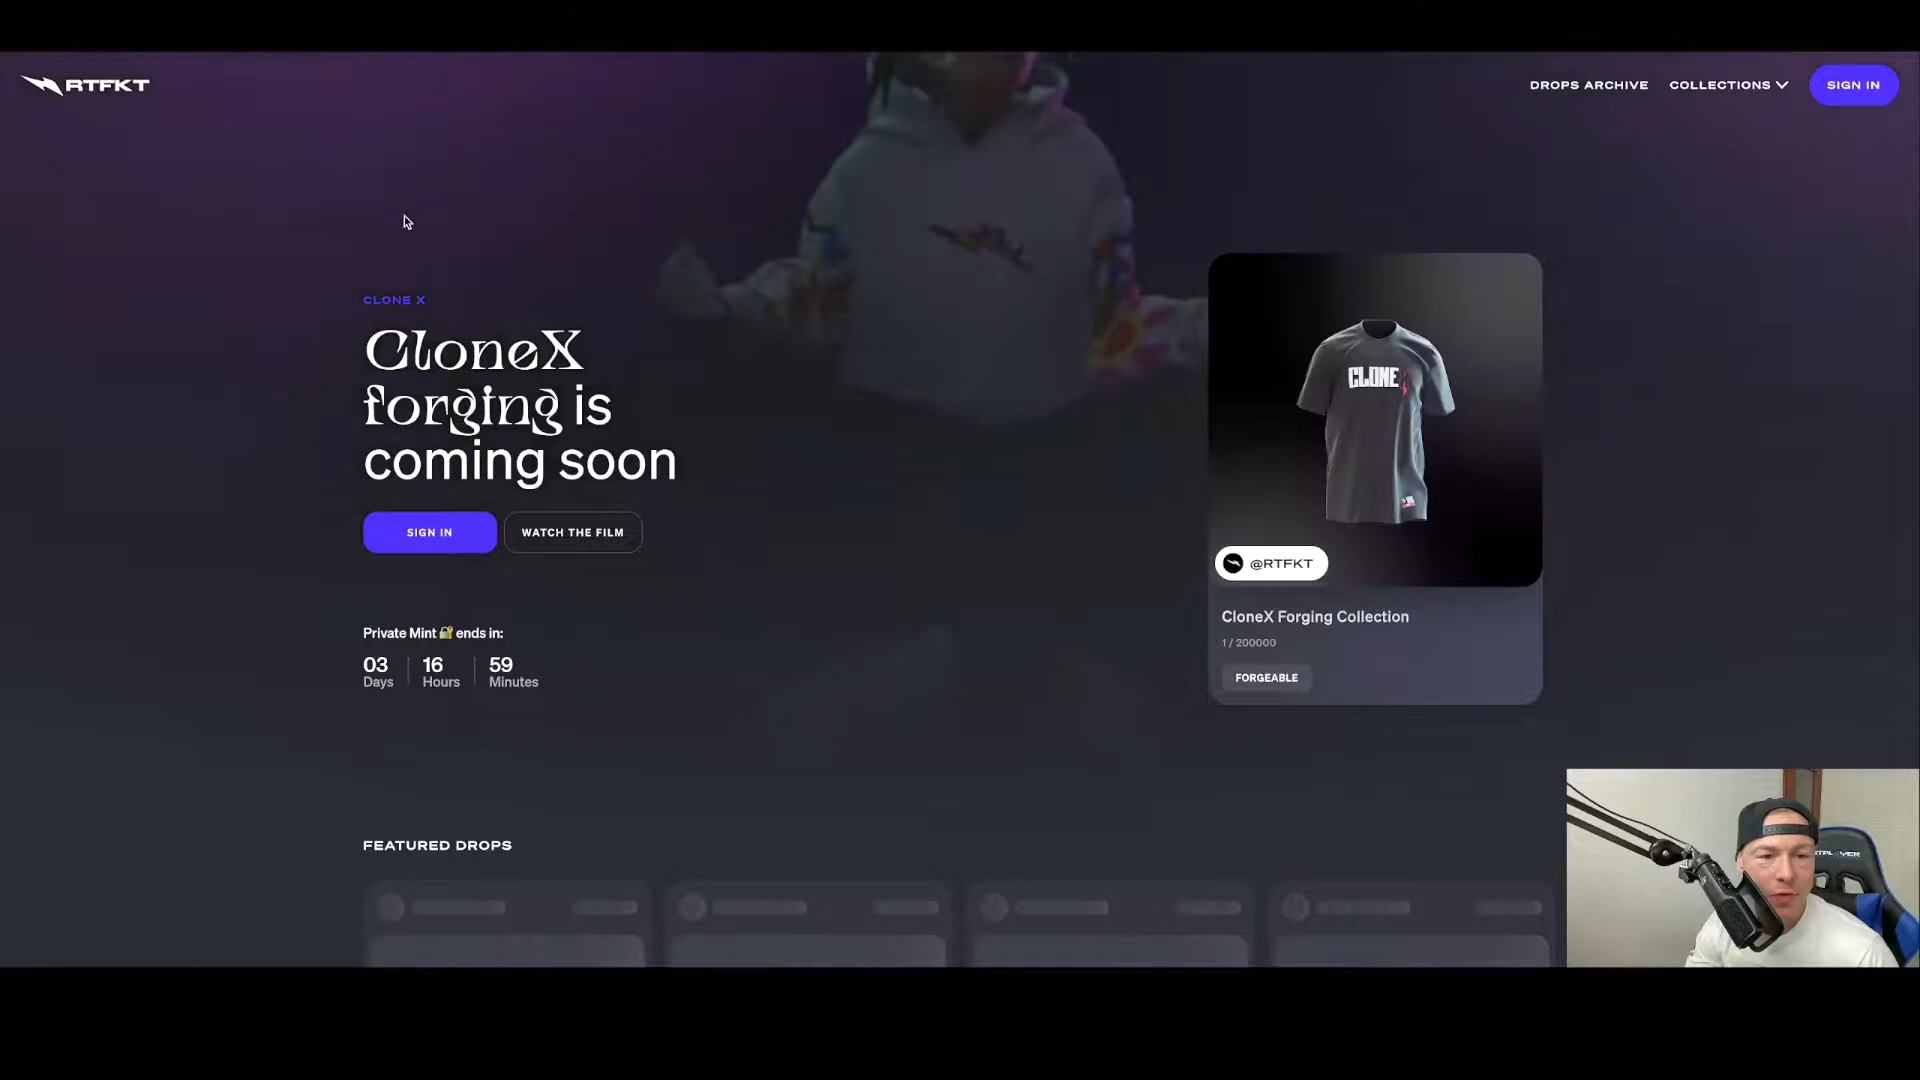 RTFKT
DROPS ARCHIVE
COLLECTIONS
SIGN IN
CLONE X
CloneX
forging is
coming soon
SIGN IN
WATCH THE FILM
Private Mint 🔐 ends in:
03
Days
16
Hours
59
Minutes
CLONEX
@RTFKT
CloneX Forging Collection
1 / 200000
FORGEABLE
FEATURED DROPS